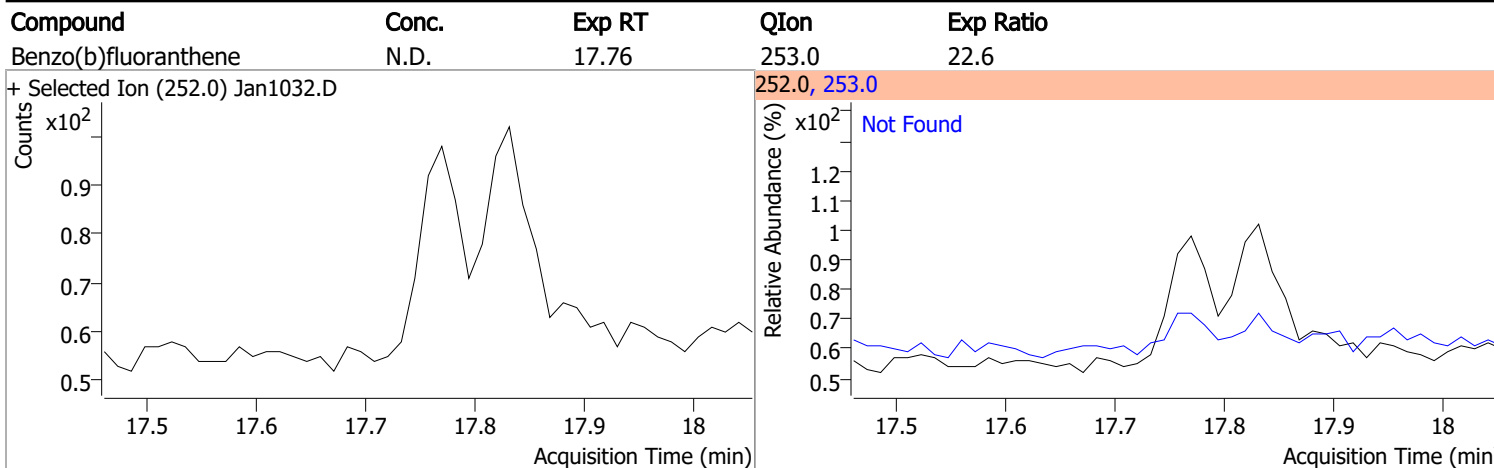 Compound Conc. Exp RT QIon Exp Ratio
Benzo(b)fluoranthene N.D. 17.76 253.0 22.6
+ Selected Ion (252.0) Jan1032.D
Counts
x10²
0.9
0.8
0.7
0.6
0.5
17.5 17.6 17.7 17.8 17.9 18
Acquisition Time (min)
252.0, 253.0
Relative Abundance (%)
x10²
Not Found
1.2
1.1
1
0.9
0.8
0.7
0.6
0.5
17.5 17.6 17.7 17.8 17.9 18
Acquisition Time (min